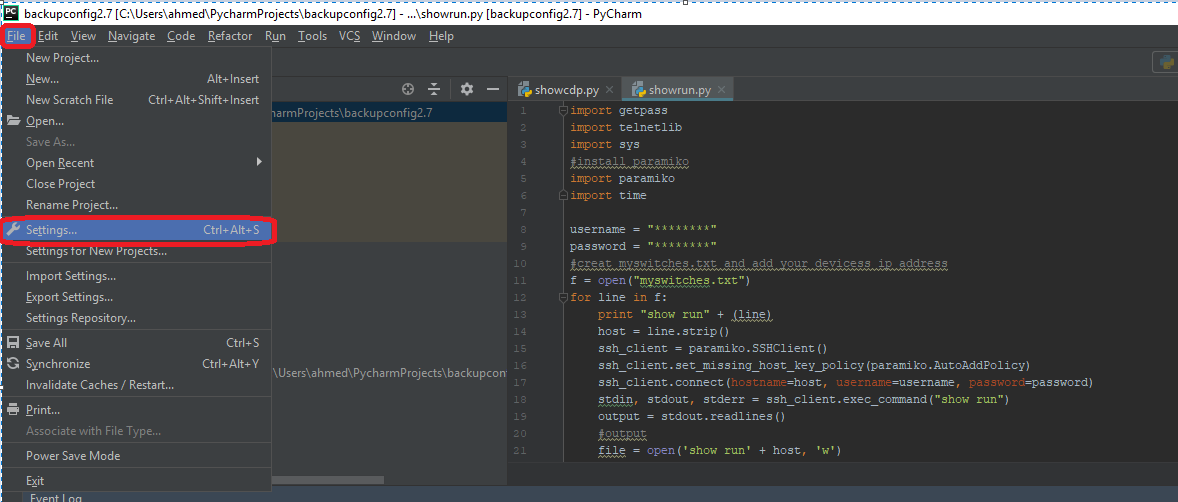 PC backupconfig2.7 [C:\Users\ahmed\PycharmProjects\backupconfig2.7] - ...\showrun.py [backupconfig2.7] - PyCharm
File Edit View Navigate Code Refactor Run Tools VCS Window Help
New Project...
New... Alt+Insert
New Scratch File Ctrl+Alt+Shift+Insert
Open...
Save As...
Open Recent
Close Project
Rename Project...
Settings... Ctrl+Alt+S
Settings for New Projects...
Import Settings...
Export Settings...
Settings Repository...
Save All Ctrl+S
Synchronize Ctrl+Alt+Y
Invalidate Caches / Restart...
Print...
Associate with File Type...
Power Save Mode
Exit
Event Log
charmProjects\backupconfig2.7
\Users\ahmed\PycharmProjects\backupconf
showcdp.py showrun.py
1 import getpass
2 import telnetlib
3 import sys
4 #install paramiko
5 import paramiko
6 import time
7
8 username = "********"
9 password = "********"
10 #creat myswitches.txt and add your devicess ip address
11 f = open("myswitches.txt")
12 for line in f:
13 print "show run" + (line)
14 host = line.strip()
15 ssh_client = paramiko.SSHClient()
16 ssh_client.set_missing_host_key_policy(paramiko.AutoAddPolicy)
17 ssh_client.connect(hostname=host, username=username, password=password)
18 stdin, stdout, stderr = ssh_client.exec_command("show run")
19 output = stdout.readlines()
20 #output
21 file = open('show run' + host, 'w')